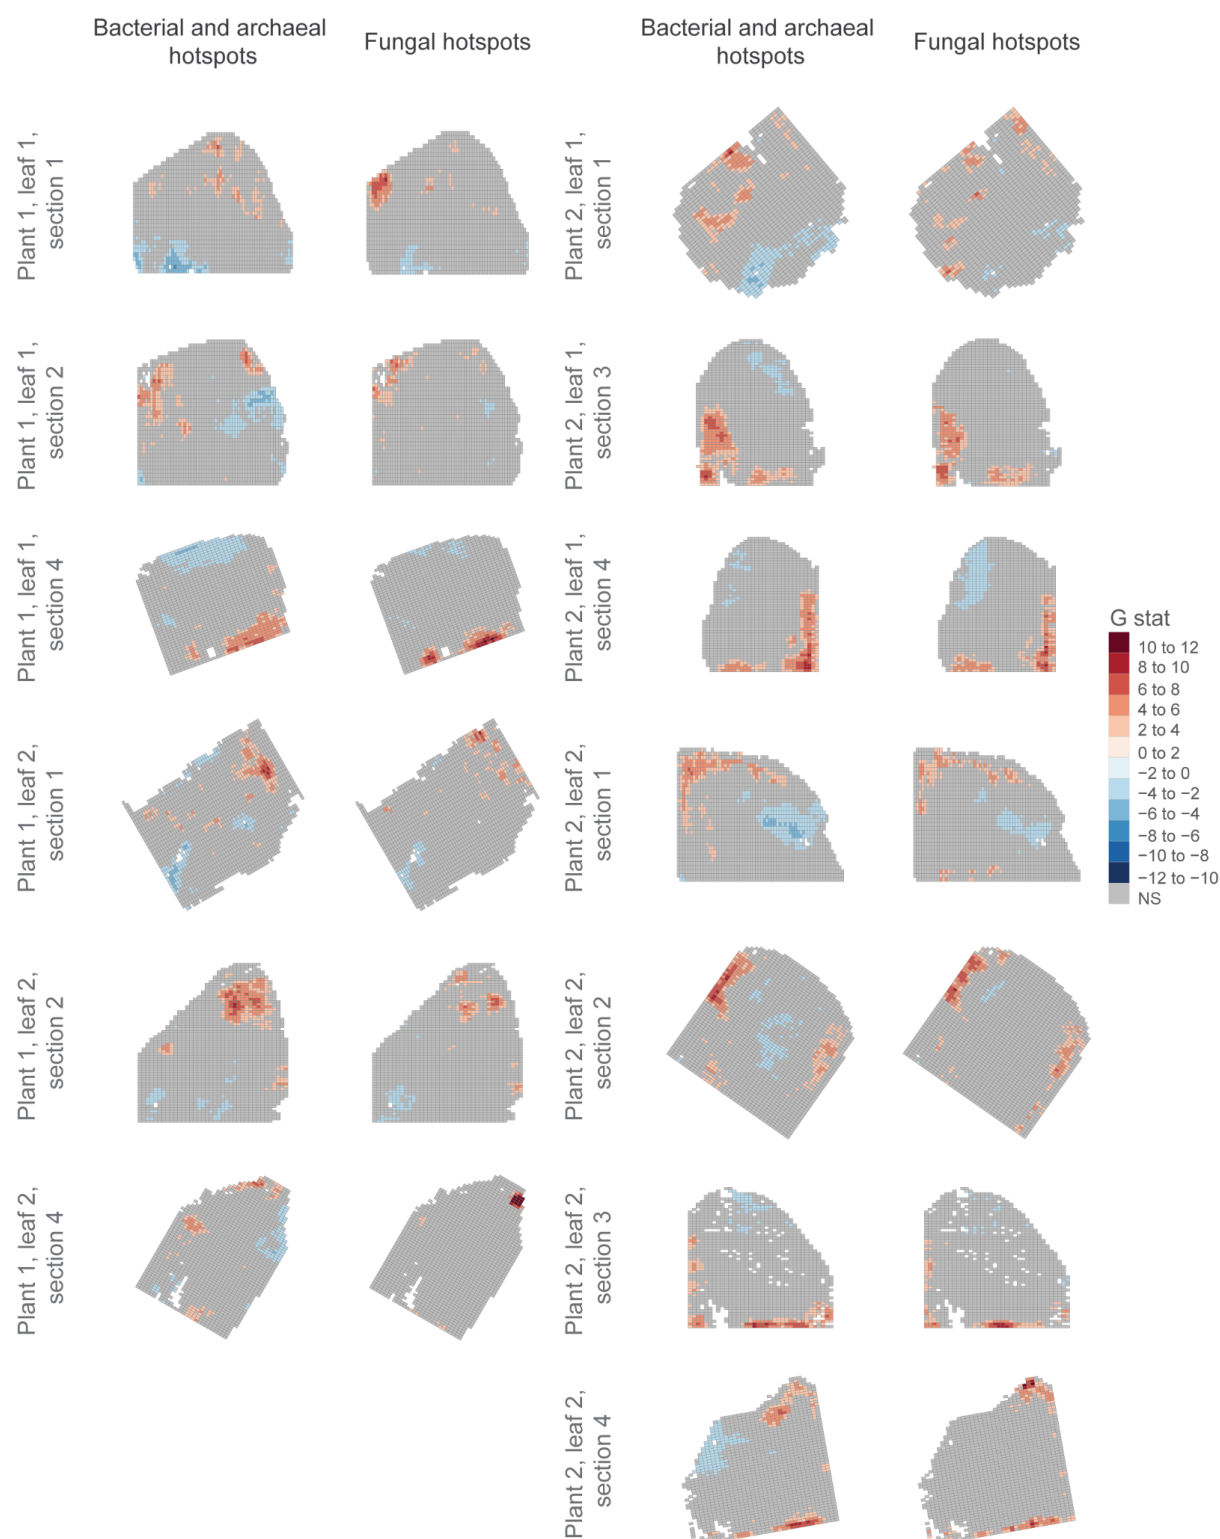 Bacterial and archaeal
hotspots
Fungal hotspots
Bacterial and archaeal
hotspots
Fungal hotspots
Plant 1, leaf 1,
section 1
Plant 2, leaf 1,
section 1
Plant 1, leaf 1,
section 2
Plant 2, leaf 1,
section 3
Plant 1, leaf 1,
section 4
Plant 2, leaf 1,
section 4
Plant 1, leaf 2,
section 1
Plant 2, leaf 2,
section 1
Plant 1, leaf 2,
section 2
Plant 2, leaf 2,
section 2
Plant 1, leaf 2,
section 4
Plant 2, leaf 2,
section 3
Plant 2, leaf 2,
section 4
G stat
10 to 12
8 to 10
6 to 8
4 to 6
2 to 4
0 to 2
−2 to 0
−4 to −2
−6 to −4
−8 to −6
−10 to −8
−12 to −10
NS